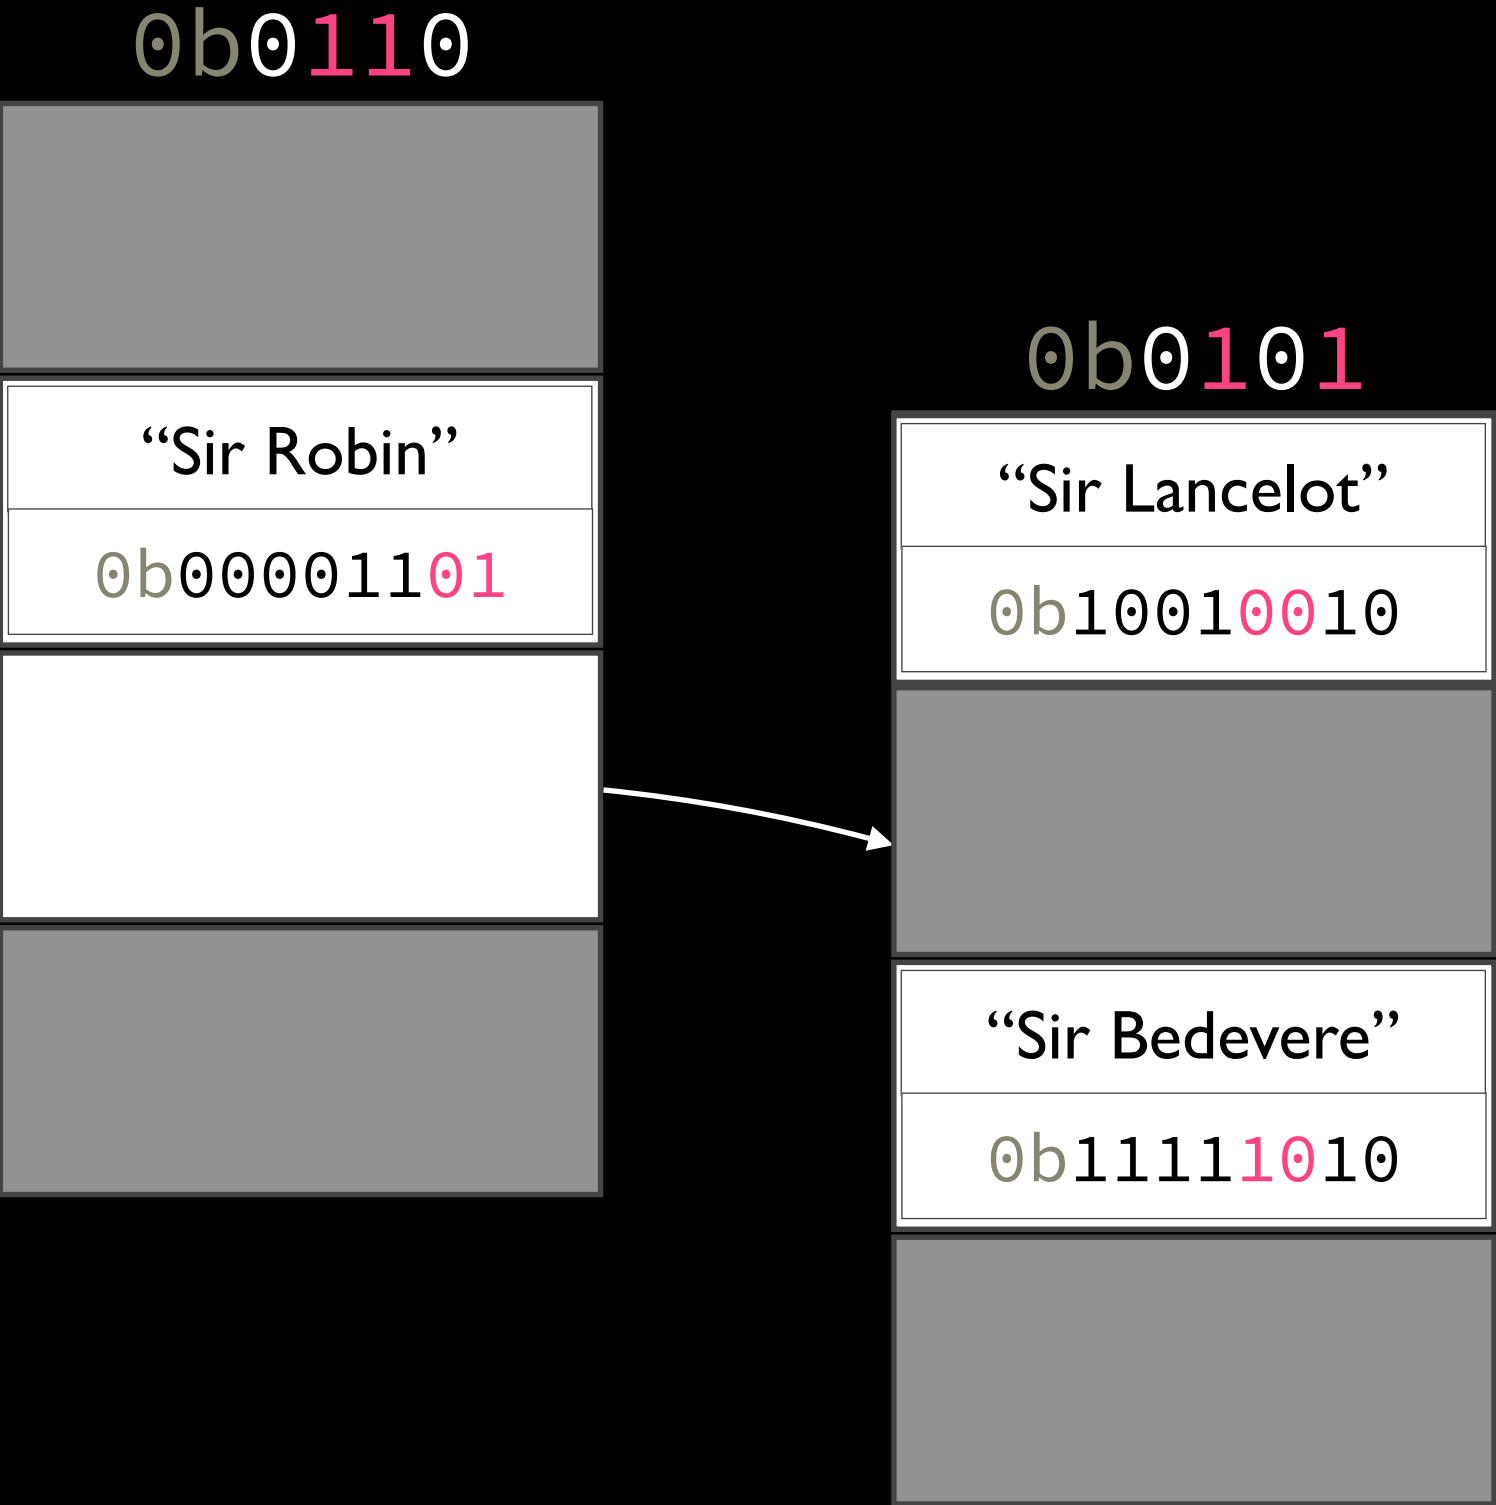 0b0110
“Sir Robin”
0b00001101
0b0101
“Sir Lancelot”
0b10010010
“Sir Bedevere”
0b11111010